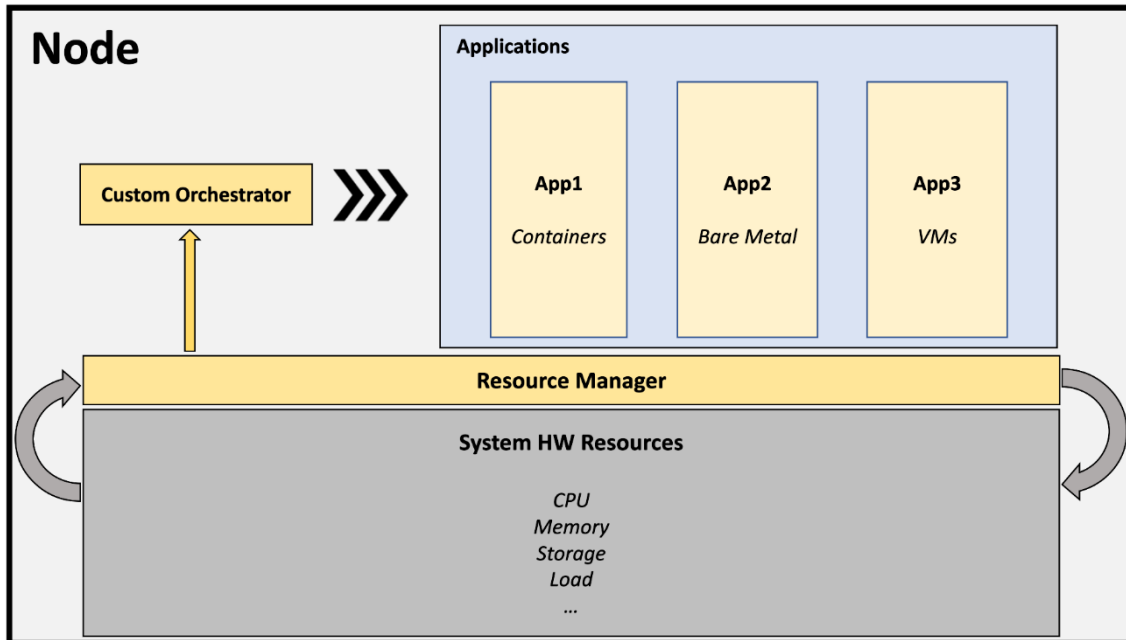 Node
Applications
Custom Orchestrator
App1
Containers
App2
Bare Metal
App3
VMs
Resource Manager
System HW Resources
CPU
Memory
Storage
Load
...